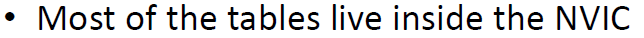 • Most of the tables live inside the NVIC